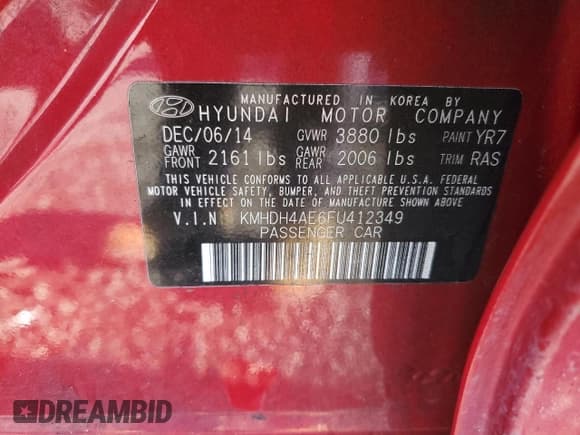 MANUFACTURED IN KOREA BY
HYUNDAI MOTOR COMPANY
DEC/06/14 GVWR 3880 lbs PAINT YR7
GAWR FRONT 2161 lbs GAWR REAR 2006 lbs TRIM RAS
THIS VEHICLE CONFORMS TO ALL APPLICABLE U.S.A. FEDERAL
MOTOR VEHICLE SAFETY, BUMPER, AND THEFT PREVENTION STANDARDS
IN EFFECT ON THE DATE OF MANUFACTURE SHOWN ABOVE
V.I.N : KMHDH4AE6FU412349
PASSENGER CAR
DREAMBID